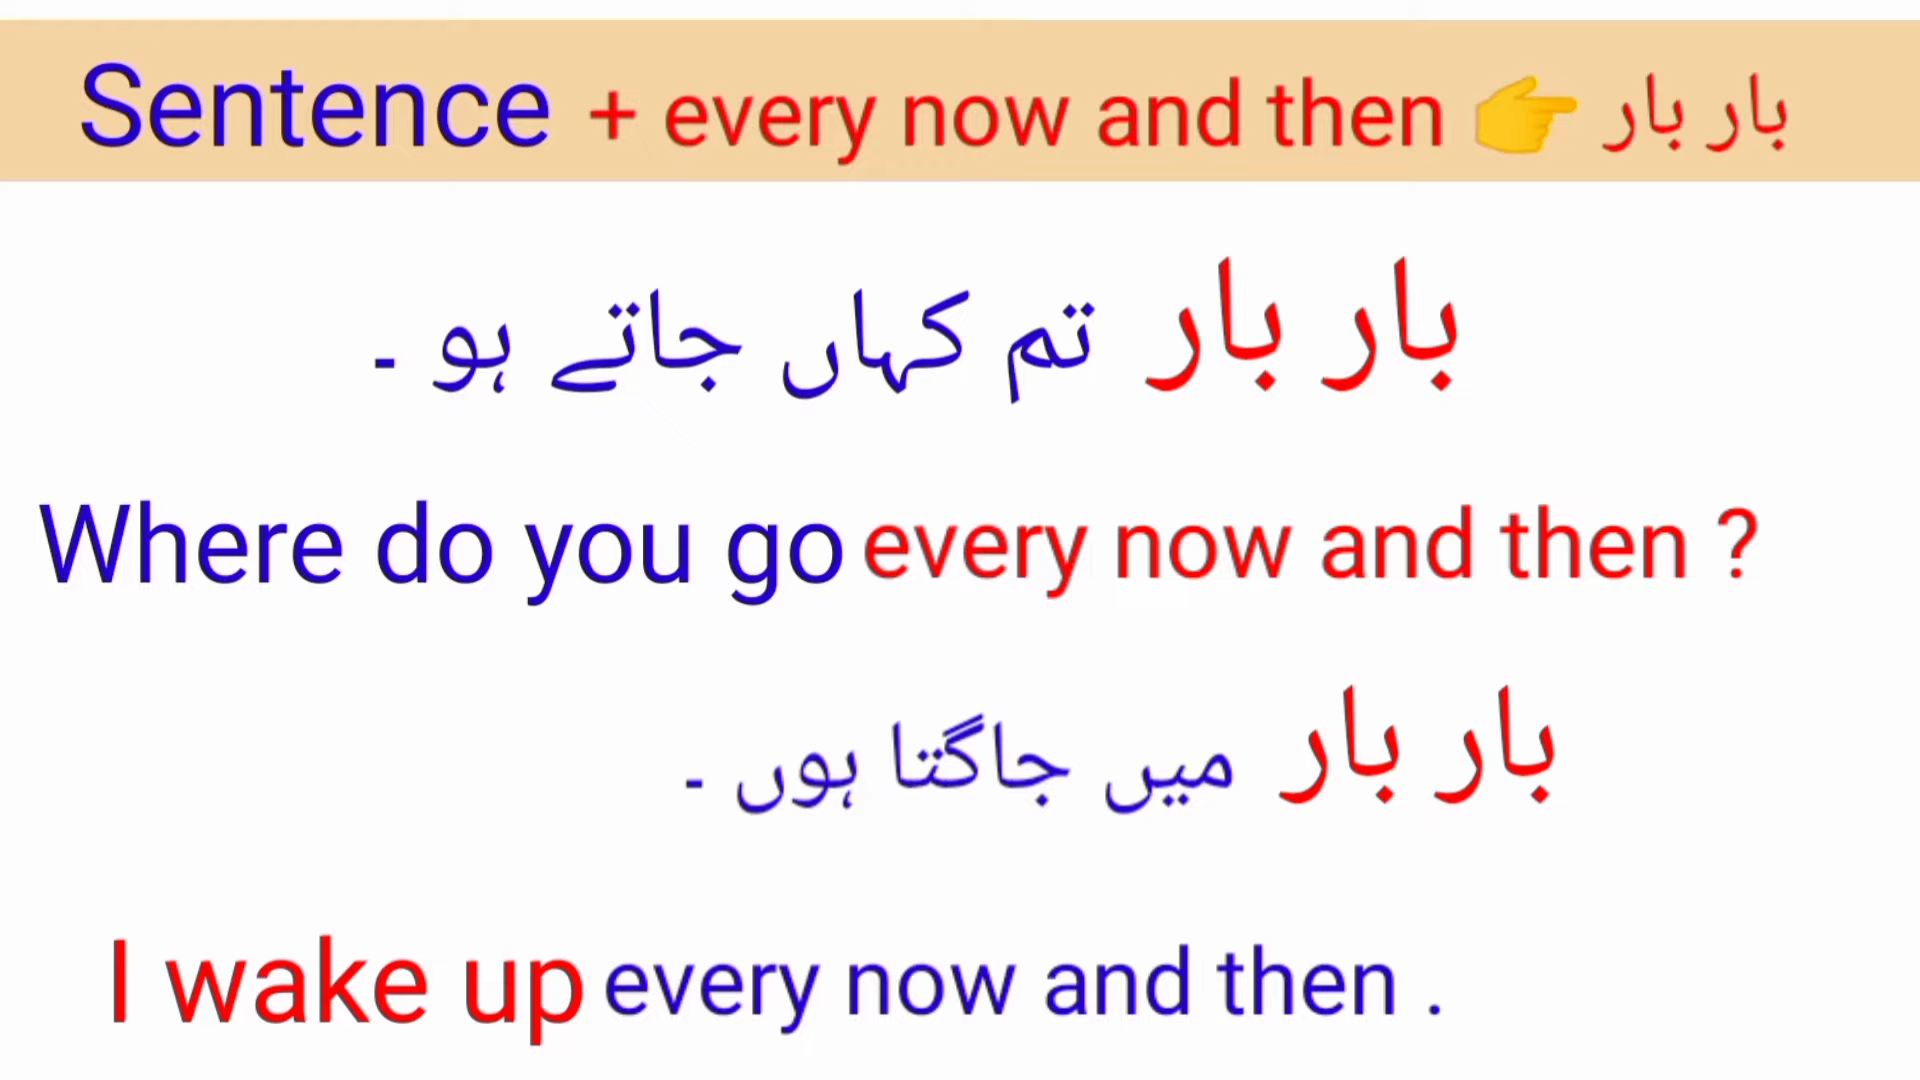 Sentence + every now and then 👉 بار بار
بار بار تم کہاں جاتے ہو ۔
Where do you go every now and then ?
بار بار میں جاگتا ہوں ۔
I wake up every now and then .